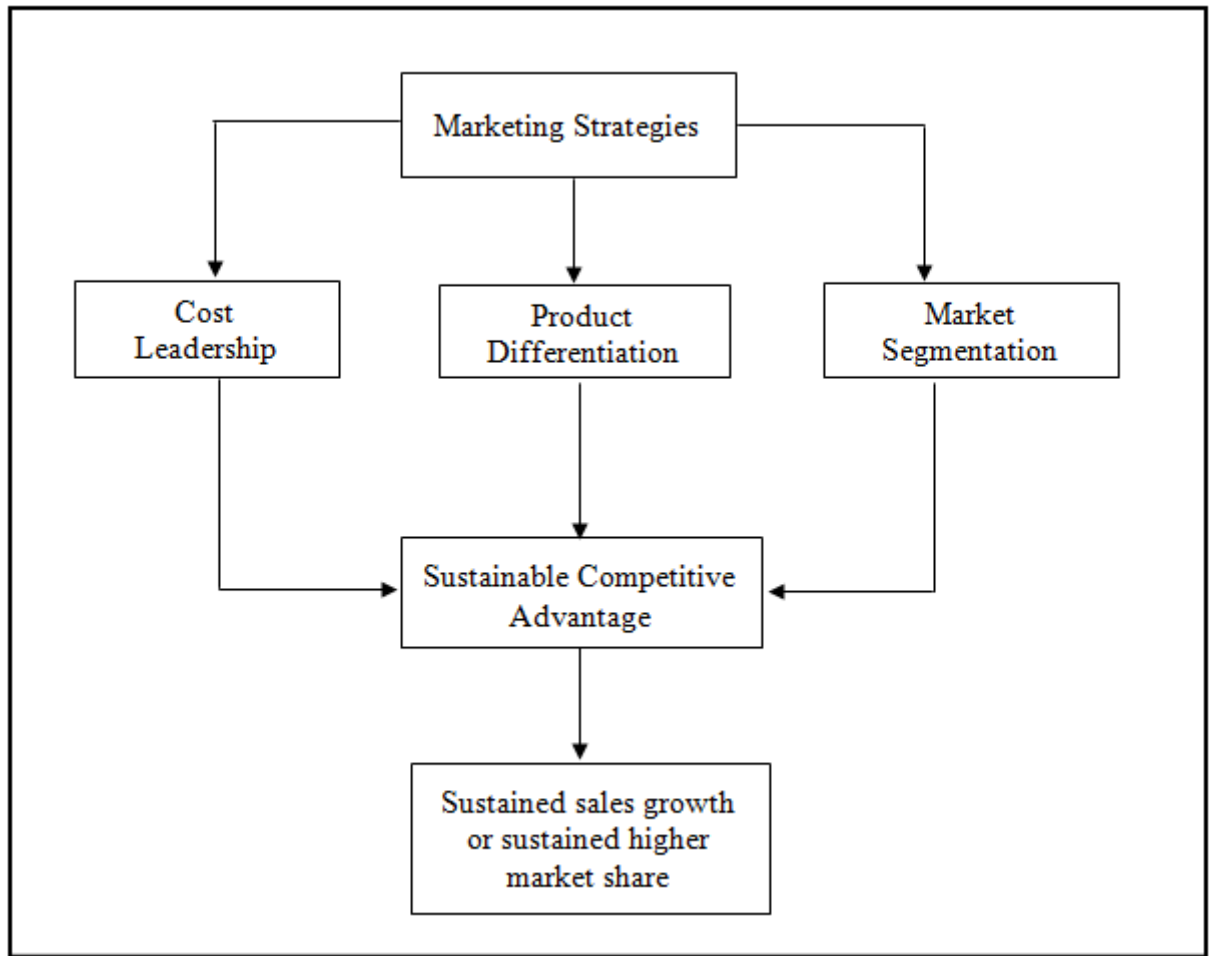 Marketing Strategies
Cost
Leadership
Product
Differentiation
Market
Segmentation
Sustainable Competitive
Advantage
Sustained sales growth
or sustained higher
market share